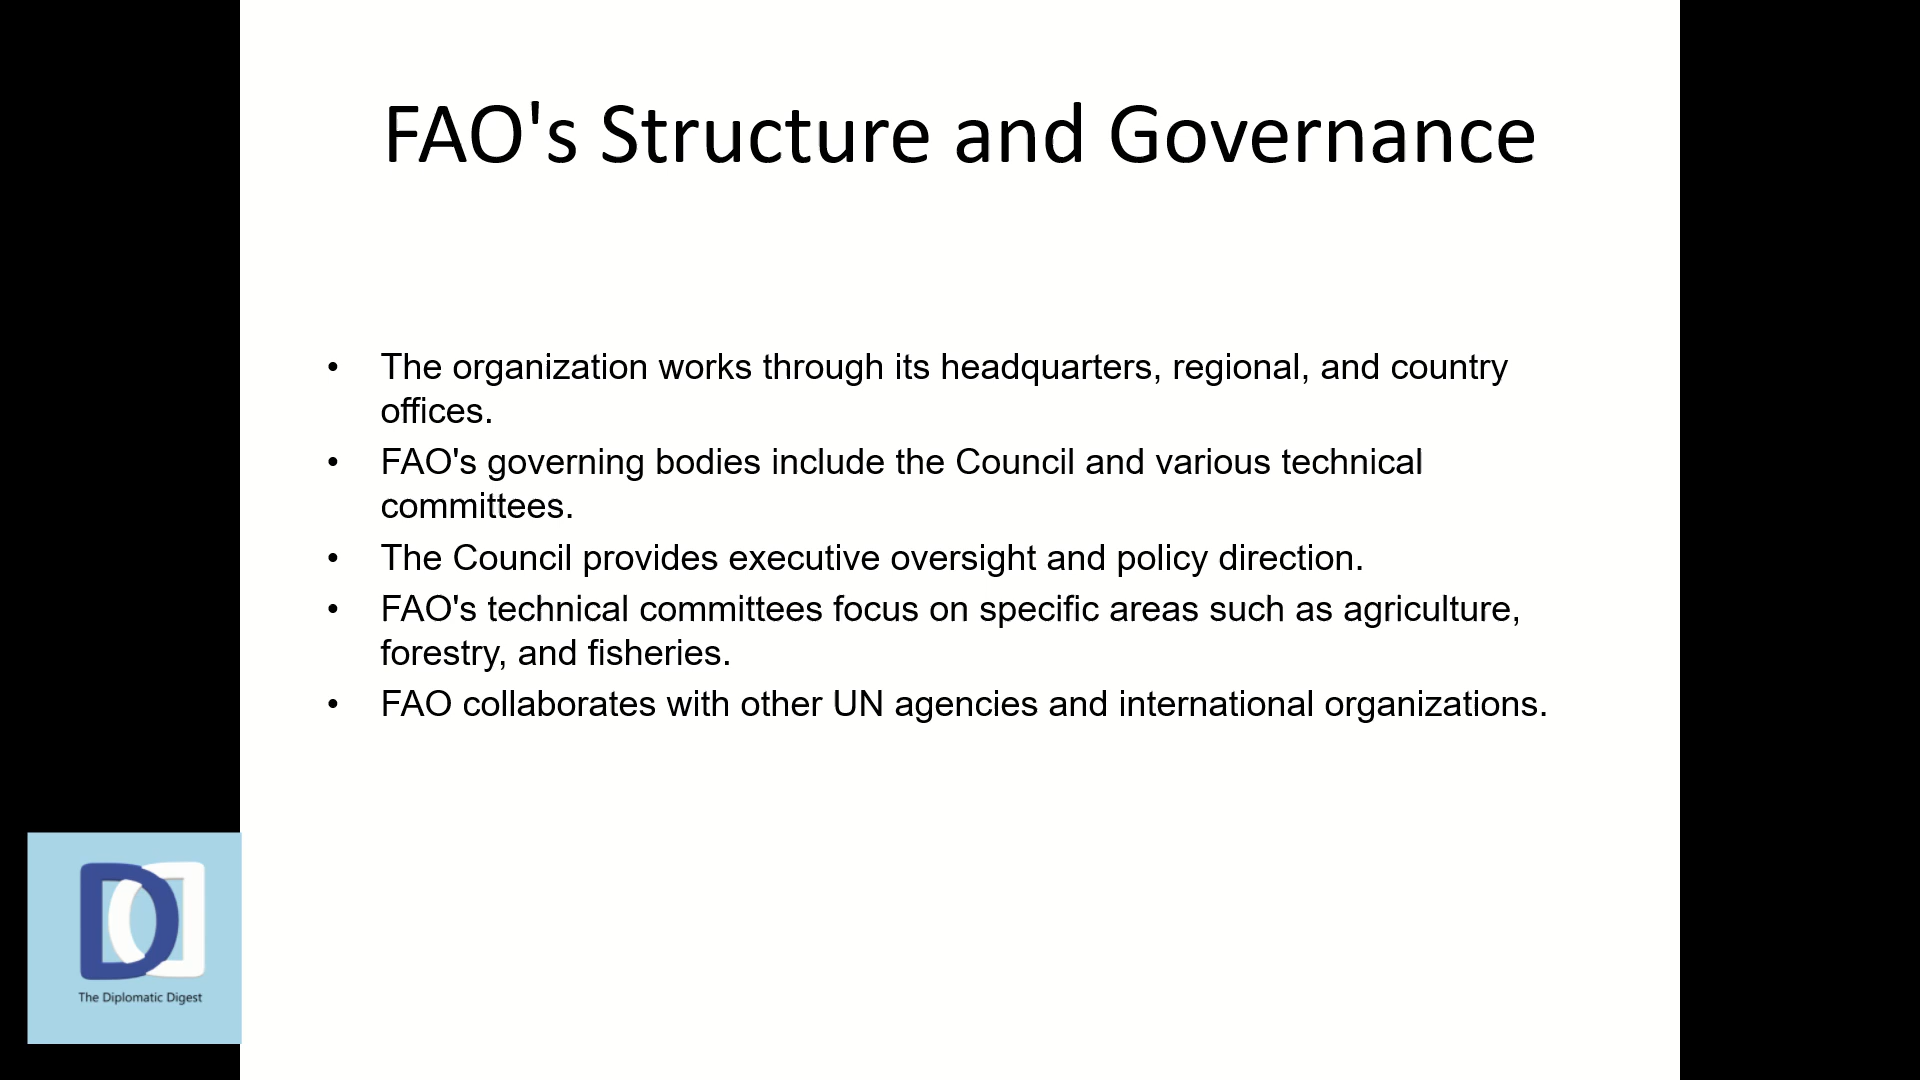 FAO's Structure and Governance
• The organization works through its headquarters, regional, and country
offices.
• FAO's governing bodies include the Council and various technical
committees.
• The Council provides executive oversight and policy direction.
• FAO's technical committees focus on specific areas such as agriculture,
forestry, and fisheries.
• FAO collaborates with other UN agencies and international organizations.
The Diplomatic Digest